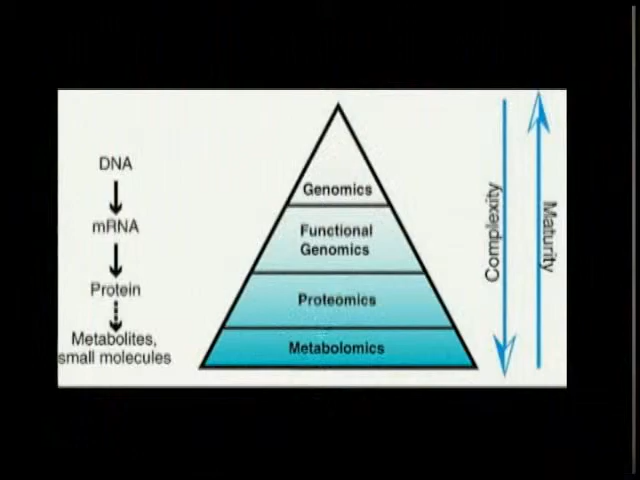 DNA
mRNA
Protein
Metabolites,
small molecules
Genomics
Functional
Genomics
Proteomics
Metabolomics
Complexity
Maturity